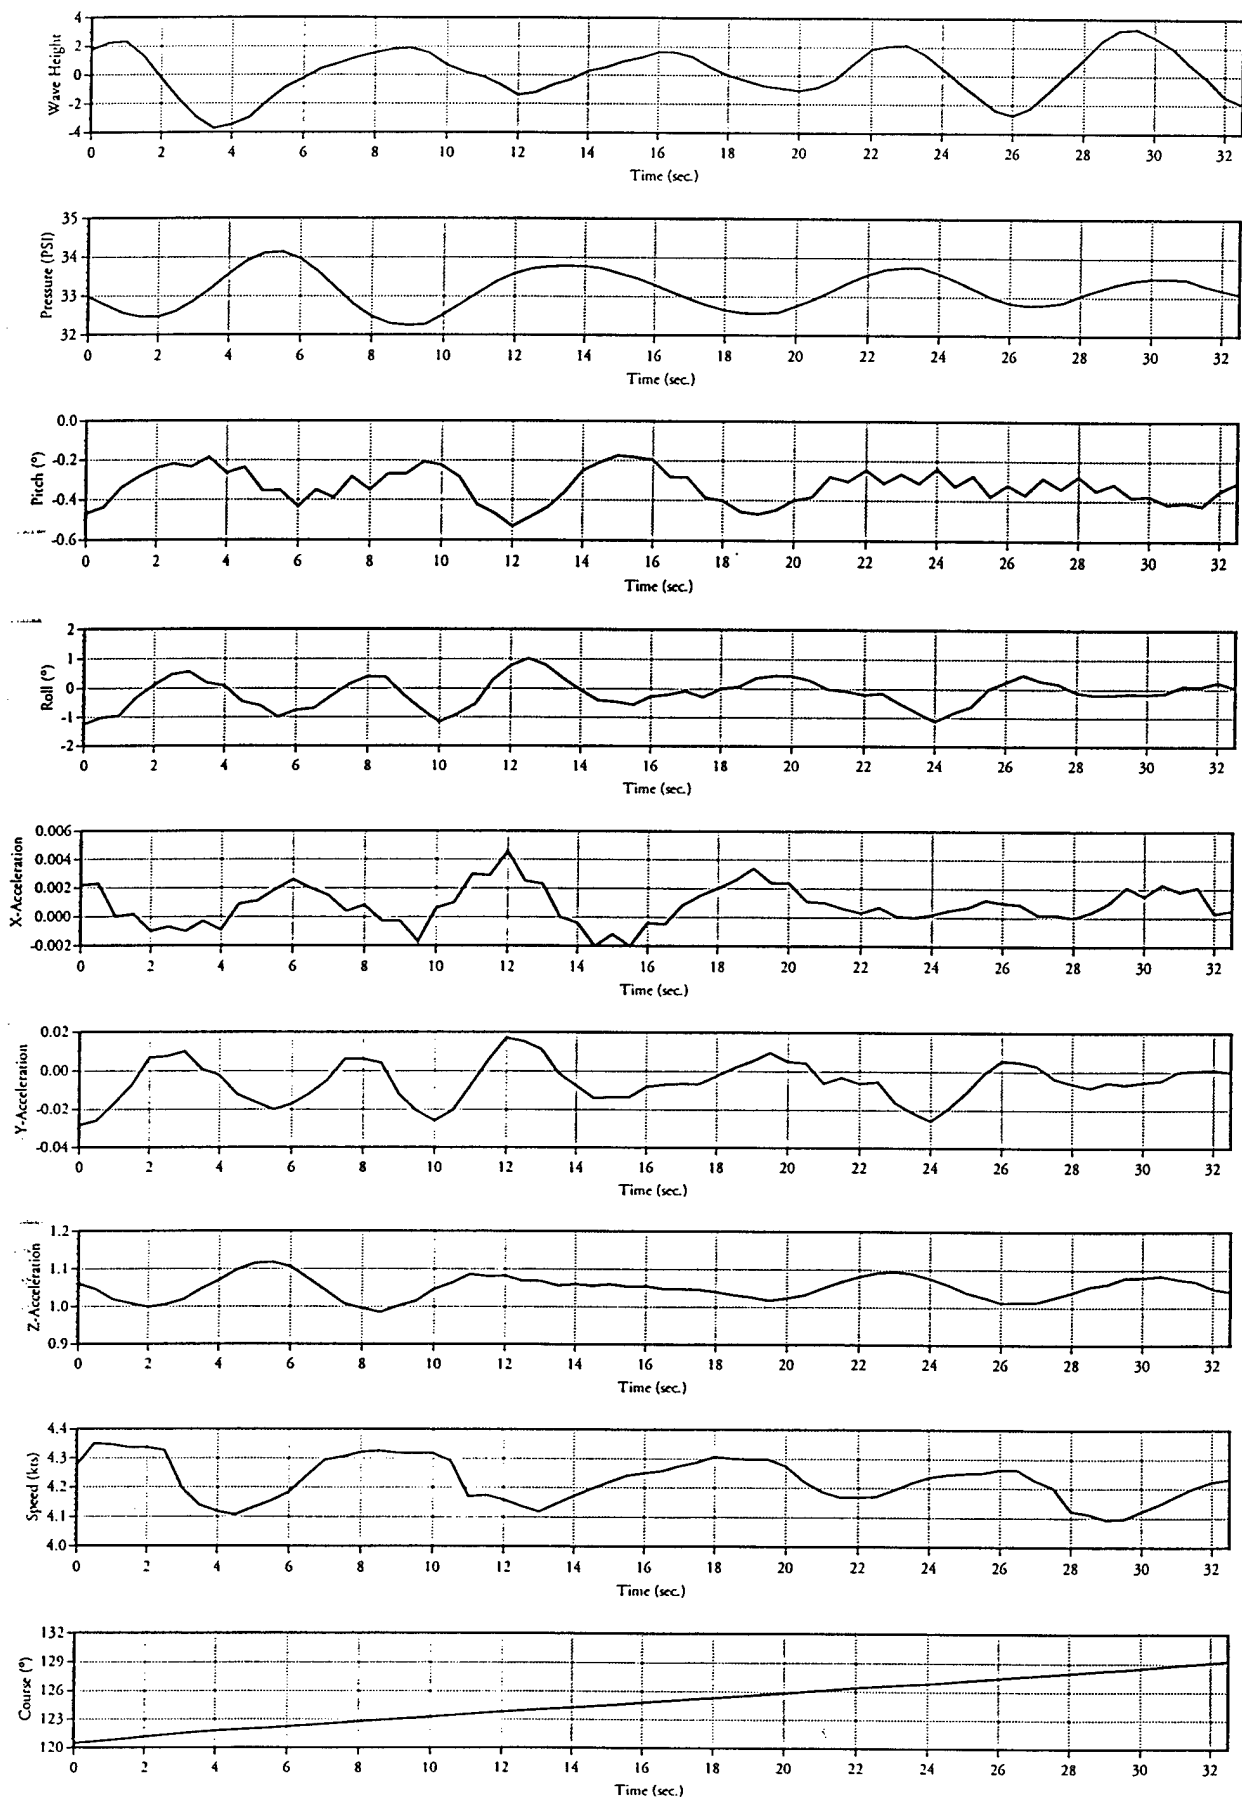 Wave Height
4
2
0
-2
-4
0 2 4 6 8 10 12 14 16 18 20 22 24 26 28 30 32
Time (sec.)
Pressure (PSI)
35
34
33
32
0 2 4 6 8 10 12 14 16 18 20 22 24 26 28 30 32
Time (sec.)
Pitch (°)
0.0
-0.2
-0.4
-0.6
0 2 4 6 8 10 12 14 16 18 20 22 24 26 28 30 32
Time (sec.)
Roll (°)
2
1
0
-1
-2
0 2 4 6 8 10 12 14 16 18 20 22 24 26 28 30 32
Time (sec.)
X-Acceleration
0.006
0.004
0.002
0.000
-0.002
0 2 4 6 8 10 12 14 16 18 20 22 24 26 28 30 32
Time (sec.)
Y-Acceleration
0.02
0.00
-0.02
-0.04
0 2 4 6 8 10 12 14 16 18 20 22 24 26 28 30 32
Time (sec.)
Z-Acceleration
1.2
1.1
1.0
0.9
0 2 4 6 8 10 12 14 16 18 20 22 24 26 28 30 32
Time (sec.)
Speed (kts)
4.4
4.3
4.2
4.1
4.0
0 2 4 6 8 10 12 14 16 18 20 22 24 26 28 30 32
Time (sec.)
Course (°)
132
129
126
123
120
0 2 4 6 8 10 12 14 16 18 20 22 24 26 28 30 32
Time (sec.)